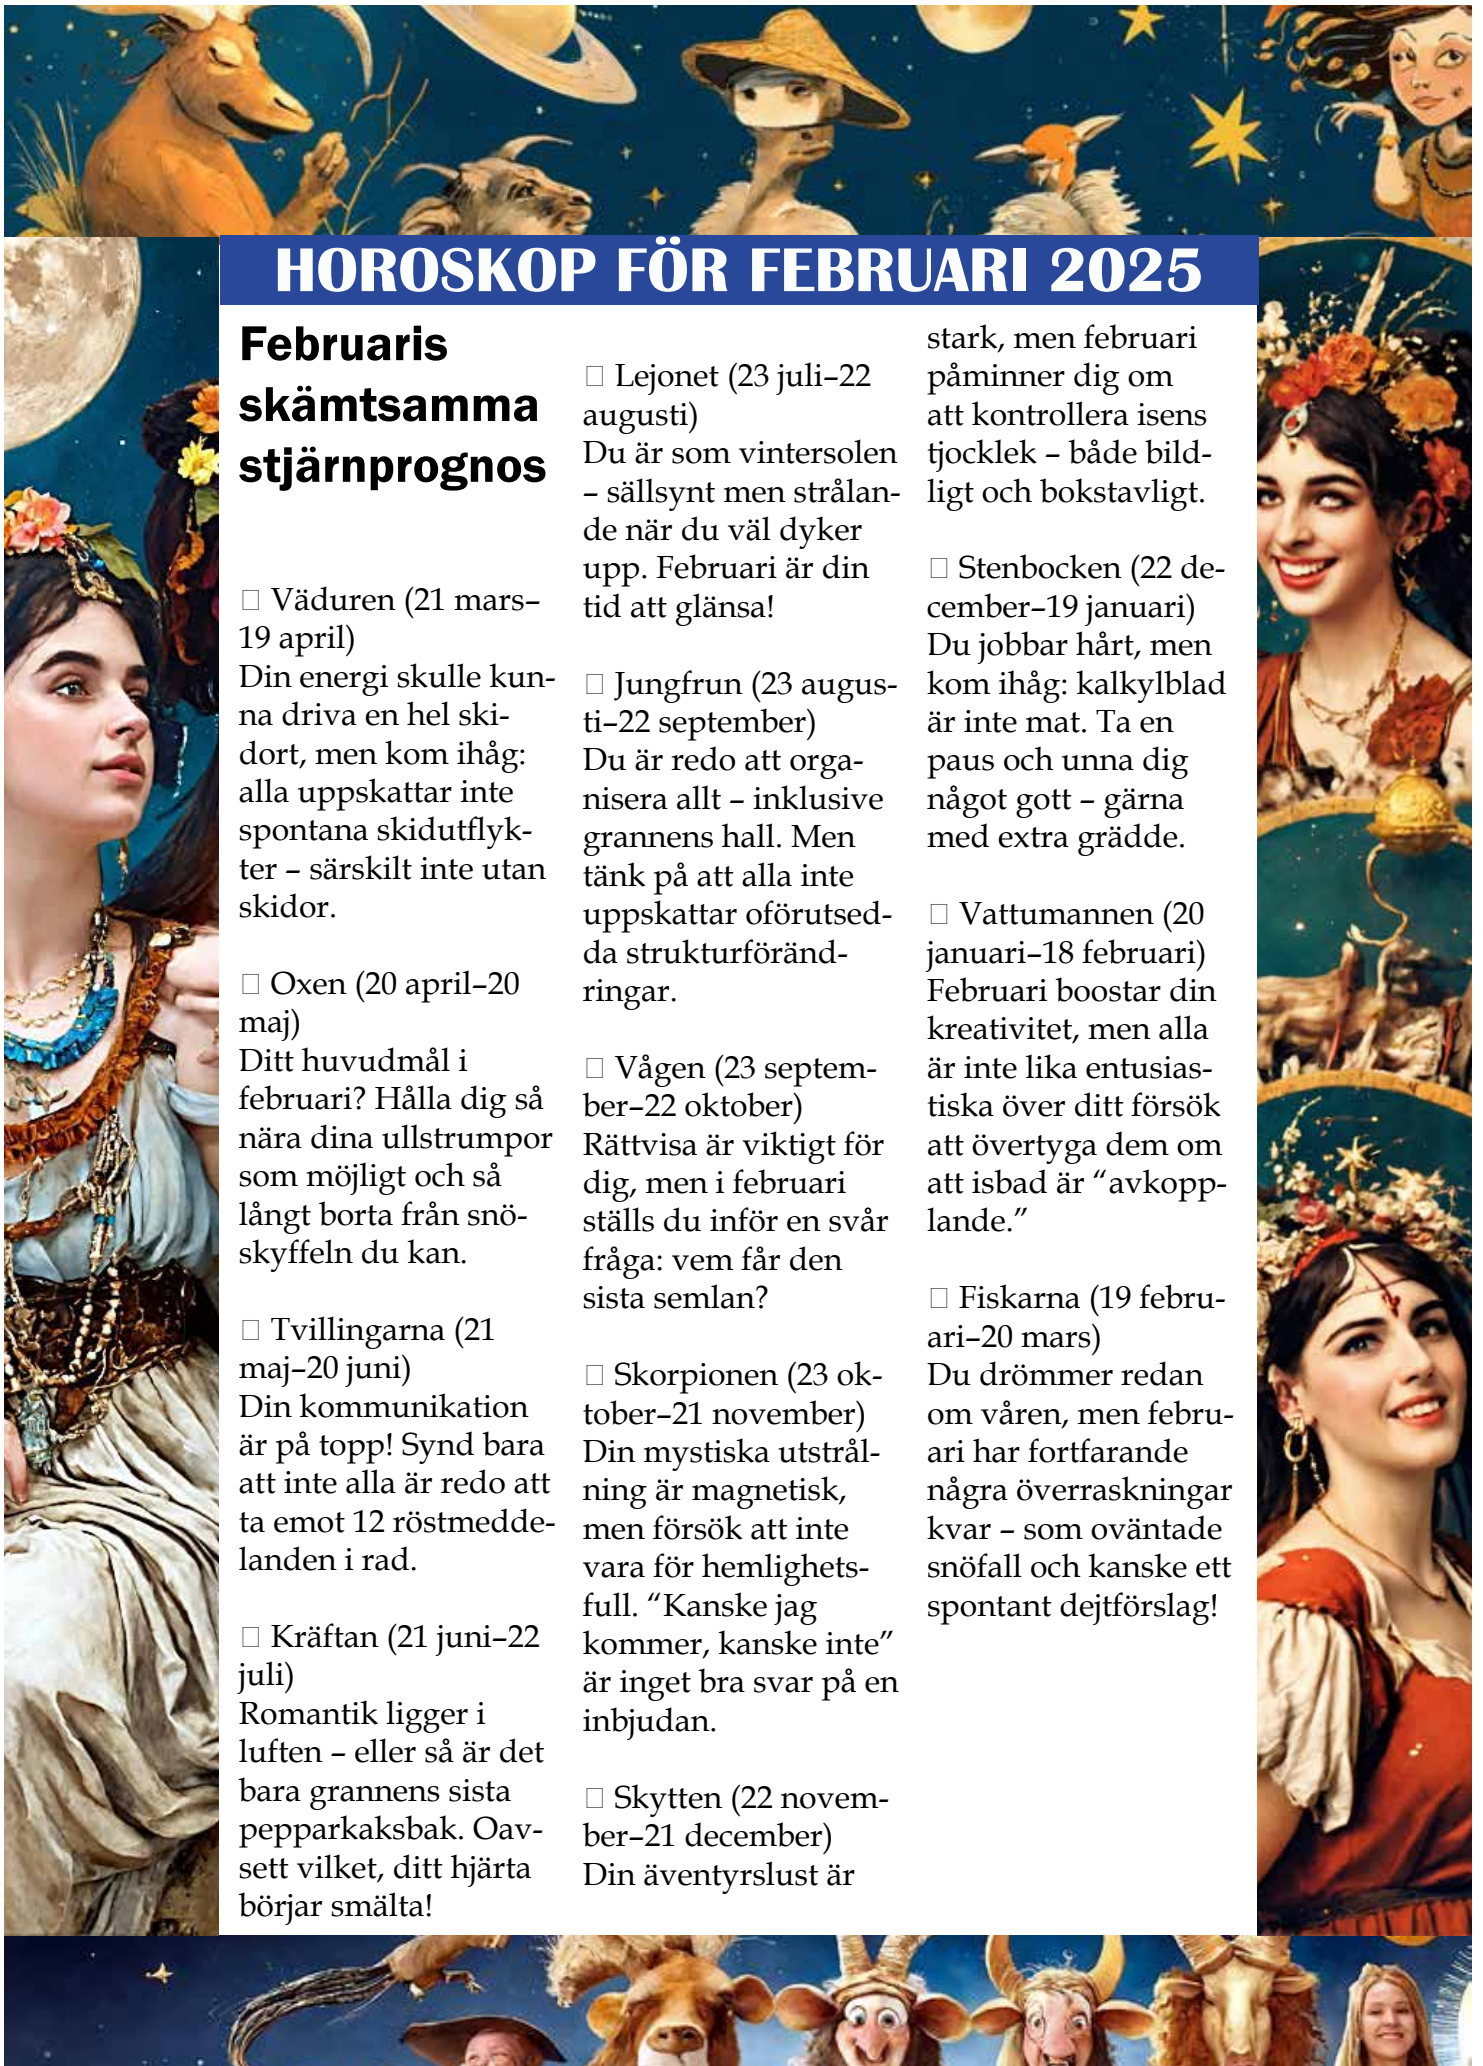 HOROSKOP FÖR FEBRUARI 2025
Februaris
skämtsamma
stjärnprognos
□ Väduren (21 mars–
19 april)
Din energi skulle kun-
na driva en hel ski-
dort, men kom ihåg:
alla uppskattar inte
spontana skidutflyk-
ter – särskilt inte utan
skidor.
□ Oxen (20 april–20
maj)
Ditt huvudmål i
februari? Hålla dig så
nära dina ullstrumpor
som möjligt och så
långt borta från snö-
skyffeln du kan.
□ Tvillingarna (21
maj–20 juni)
Din kommunikation
är på topp! Synd bara
att inte alla är redo att
ta emot 12 röstmedde-
landen i rad.
□ Kräftan (21 juni–22
juli)
Romantik ligger i
luften – eller så är det
bara grannens sista
pepparkaksbak. Oav-
sett vilket, ditt hjärta
börjar smälta!
□ Lejonet (23 juli–22
augusti)
Du är som vintersolen
– sällsynt men strålan-
de när du väl dyker
upp. Februari är din
tid att glänsa!
□ Jungfrun (23 augus-
ti–22 september)
Du är redo att orga-
nisera allt – inklusive
grannens hall. Men
tänk på att alla inte
uppskattar oförutsed-
da strukturföränd-
ringar.
□ Vågen (23 septem-
ber–22 oktober)
Rättvisa är viktigt för
dig, men i februari
ställs du inför en svår
fråga: vem får den
sista semlan?
□ Skorpionen (23 ok-
tober–21 november)
Din mystiska utstrål-
ning är magnetisk,
men försök att inte
vara för hemlighets-
full. “Kanske jag
kommer, kanske inte”
är inget bra svar på en
inbjudan.
□ Skytten (22 novem-
ber–21 december)
Din äventyrslust är
stark, men februari
påminner dig om
att kontrollera isens
tjocklek – både bild-
ligt och bokstavligt.
□ Stenbocken (22 de-
cember–19 januari)
Du jobbar hårt, men
kom ihåg: kalkylblad
är inte mat. Ta en
paus och unna dig
något gott – gärna
med extra grädde.
□ Vattumannen (20
januari–18 februari)
Februari boostar din
kreativitet, men alla
är inte lika entusias-
tiska över ditt försök
att övertyga dem om
att isbad är “avkopp-
lande.”
□ Fiskarna (19 febru-
ari–20 mars)
Du drömmer redan
om våren, men febru-
ari har fortfarande
några överraskningar
kvar – som oväntade
snöfall och kanske ett
spontant dejtförslag!